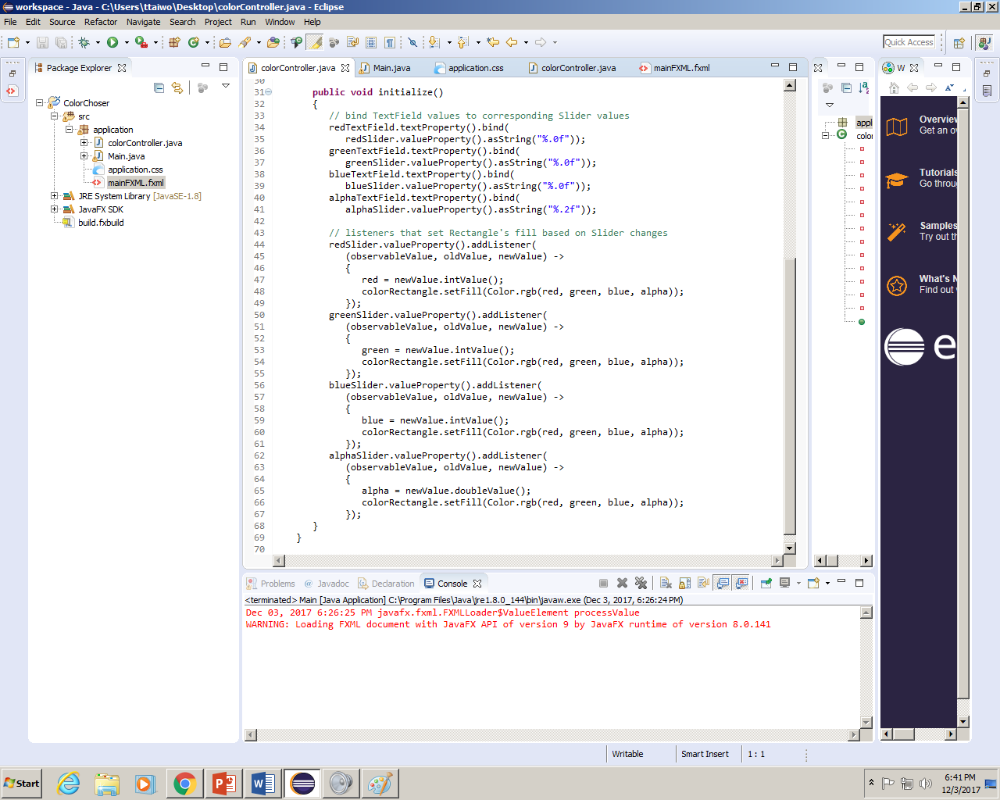 workspace - Java - C:\Users\ttaiwo\Desktop\colorController.java - Eclipse
File Edit Source Refactor Navigate Search Project Run Window Help
Quick Access
Package Explorer
ColorChoser
src
application
colorController.java
Main.java
application.css
mainFXML.fxml
JRE System Library [JavaSE-1.8]
JavaFX SDK
build.fxbuild
colorController.java Main.java application.css colorController.java mainFXML.fxml
30
31 public void initialize()
32 {
33 // bind TextField values to corresponding Slider values
34 redTextField.textProperty().bind(
35 redSlider.valueProperty().asString("%.0f"));
36 greenTextField.textProperty().bind(
37 greenSlider.valueProperty().asString("%.0f"));
38 blueTextField.textProperty().bind(
39 blueSlider.valueProperty().asString("%.0f"));
40 alphaTextField.textProperty().bind(
41 alphaSlider.valueProperty().asString("%.2f"));
42
43 // listeners that set Rectangle's fill based on Slider changes
44 redSlider.valueProperty().addListener(
45 (observableValue, oldValue, newValue) ->
46 {
47 red = newValue.intValue();
48 colorRectangle.setFill(Color.rgb(red, green, blue, alpha));
49 });
50 greenSlider.valueProperty().addListener(
51 (observableValue, oldValue, newValue) ->
52 {
53 green = newValue.intValue();
54 colorRectangle.setFill(Color.rgb(red, green, blue, alpha));
55 });
56 blueSlider.valueProperty().addListener(
57 (observableValue, oldValue, newValue) ->
58 {
59 blue = newValue.intValue();
60 colorRectangle.setFill(Color.rgb(red, green, blue, alpha));
61 });
62 alphaSlider.valueProperty().addListener(
63 (observableValue, oldValue, newValue) ->
64 {
65 alpha = newValue.doubleValue();
66 colorRectangle.setFill(Color.rgb(red, green, blue, alpha));
67 });
68 }
69 }
70
appl
color
W
Overview
Get an ov
Tutorials
Go throug
Samples
Try out th
What's N
Find out w
e
Problems @ Javadoc Declaration Console
<terminated> Main [Java Application] C:\Program Files\Java\jre1.8.0_144\bin\javaw.exe (Dec 3, 2017, 6:26:24 PM)
Dec 03, 2017 6:26:25 PM javafx.fxml.FXMLLoader$ValueElement processValue
WARNING: Loading FXML document with JavaFX API of version 9 by JavaFX runtime of version 8.0.141
Writable Smart Insert 1 : 1
Start
6:41 PM
12/3/2017